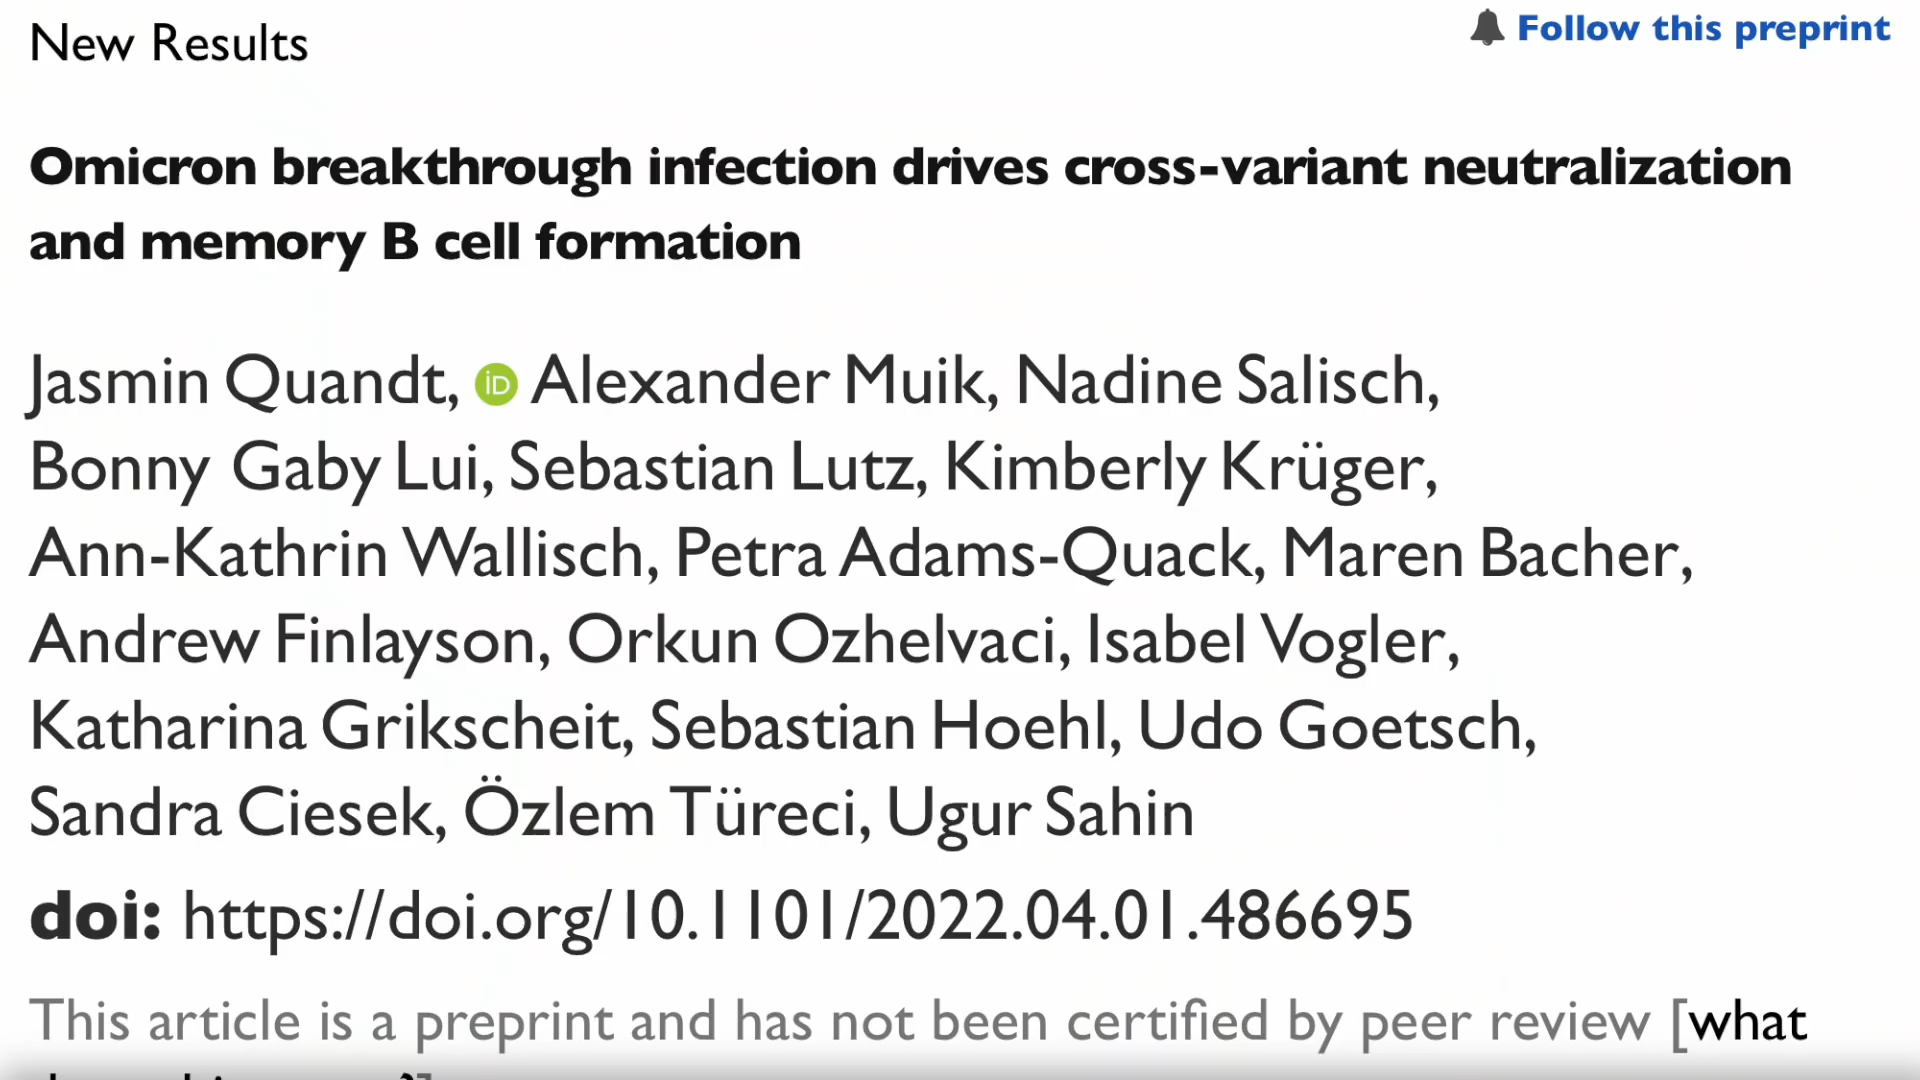 New Results
Follow this preprint
Omicron breakthrough infection drives cross-variant neutralization
and memory B cell formation
Jasmin Quandt, iD Alexander Muik, Nadine Salisch,
Bonny Gaby Lui, Sebastian Lutz, Kimberly Krüger,
Ann-Kathrin Wallisch, Petra Adams-Quack, Maren Bacher,
Andrew Finlayson, Orkun Ozhelvaci, Isabel Vogler,
Katharina Grikscheit, Sebastian Hoehl, Udo Goetsch,
Sandra Ciesek, Özlem Türeci, Ugur Sahin
doi: https://doi.org/10.1101/2022.04.01.486695
This article is a preprint and has not been certified by peer review [what